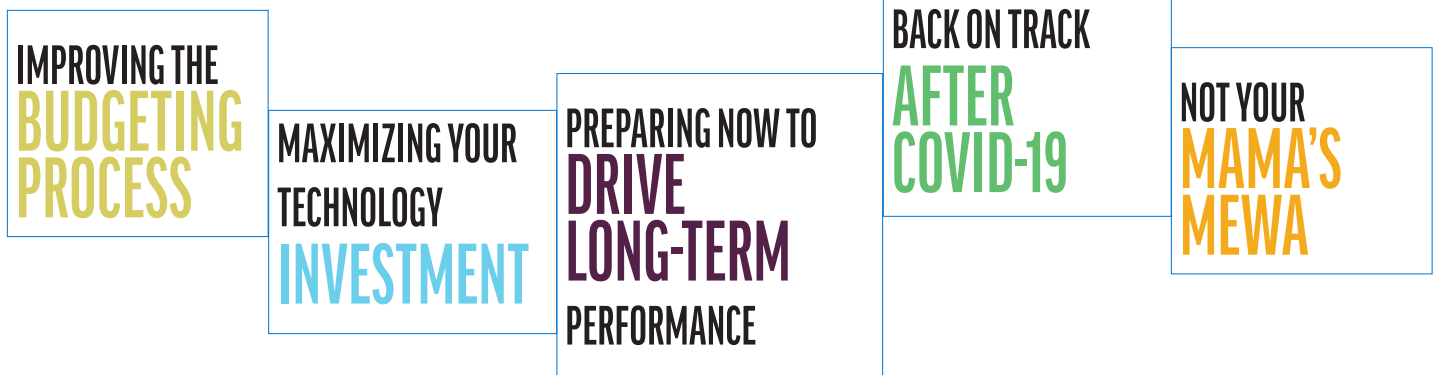 IMPROVING THE
BUDGETING
PROCESS
MAXIMIZING YOUR
TECHNOLOGY
INVESTMENT
PREPARING NOW TO
DRIVE
LONG-TERM
PERFORMANCE
BACK ON TRACK
AFTER
COVID-19
NOT YOUR
MAMA’S
MEWA